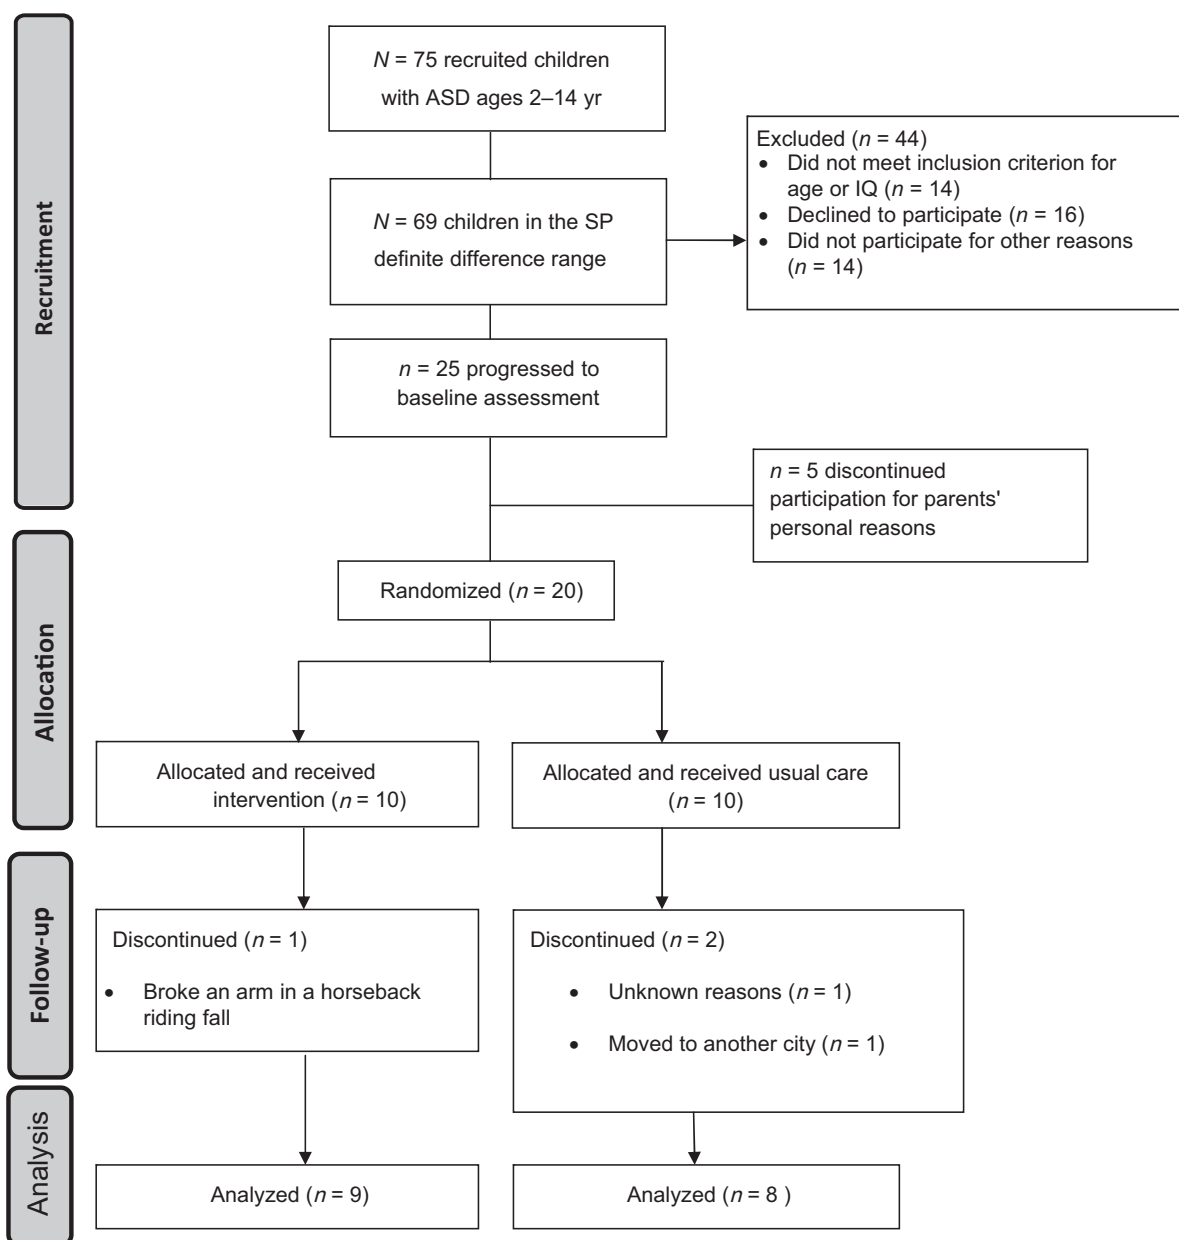 Recruitment
N = 75 recruited children
with ASD ages 2–14 yr
Excluded (n = 44)
• Did not meet inclusion criterion for
age or IQ (n = 14)
• Declined to participate (n = 16)
• Did not participate for other reasons
(n = 14)
N = 69 children in the SP
definite difference range
n = 25 progressed to
baseline assessment
n = 5 discontinued
participation for parents'
personal reasons
Allocation
Randomized (n = 20)
Allocated and received
intervention (n = 10)
Allocated and received usual care
(n = 10)
Follow-up
Discontinued (n = 1)
• Broke an arm in a horseback
riding fall
Discontinued (n = 2)
• Unknown reasons (n = 1)
• Moved to another city (n = 1)
Analysis
Analyzed (n = 9)
Analyzed (n = 8 )